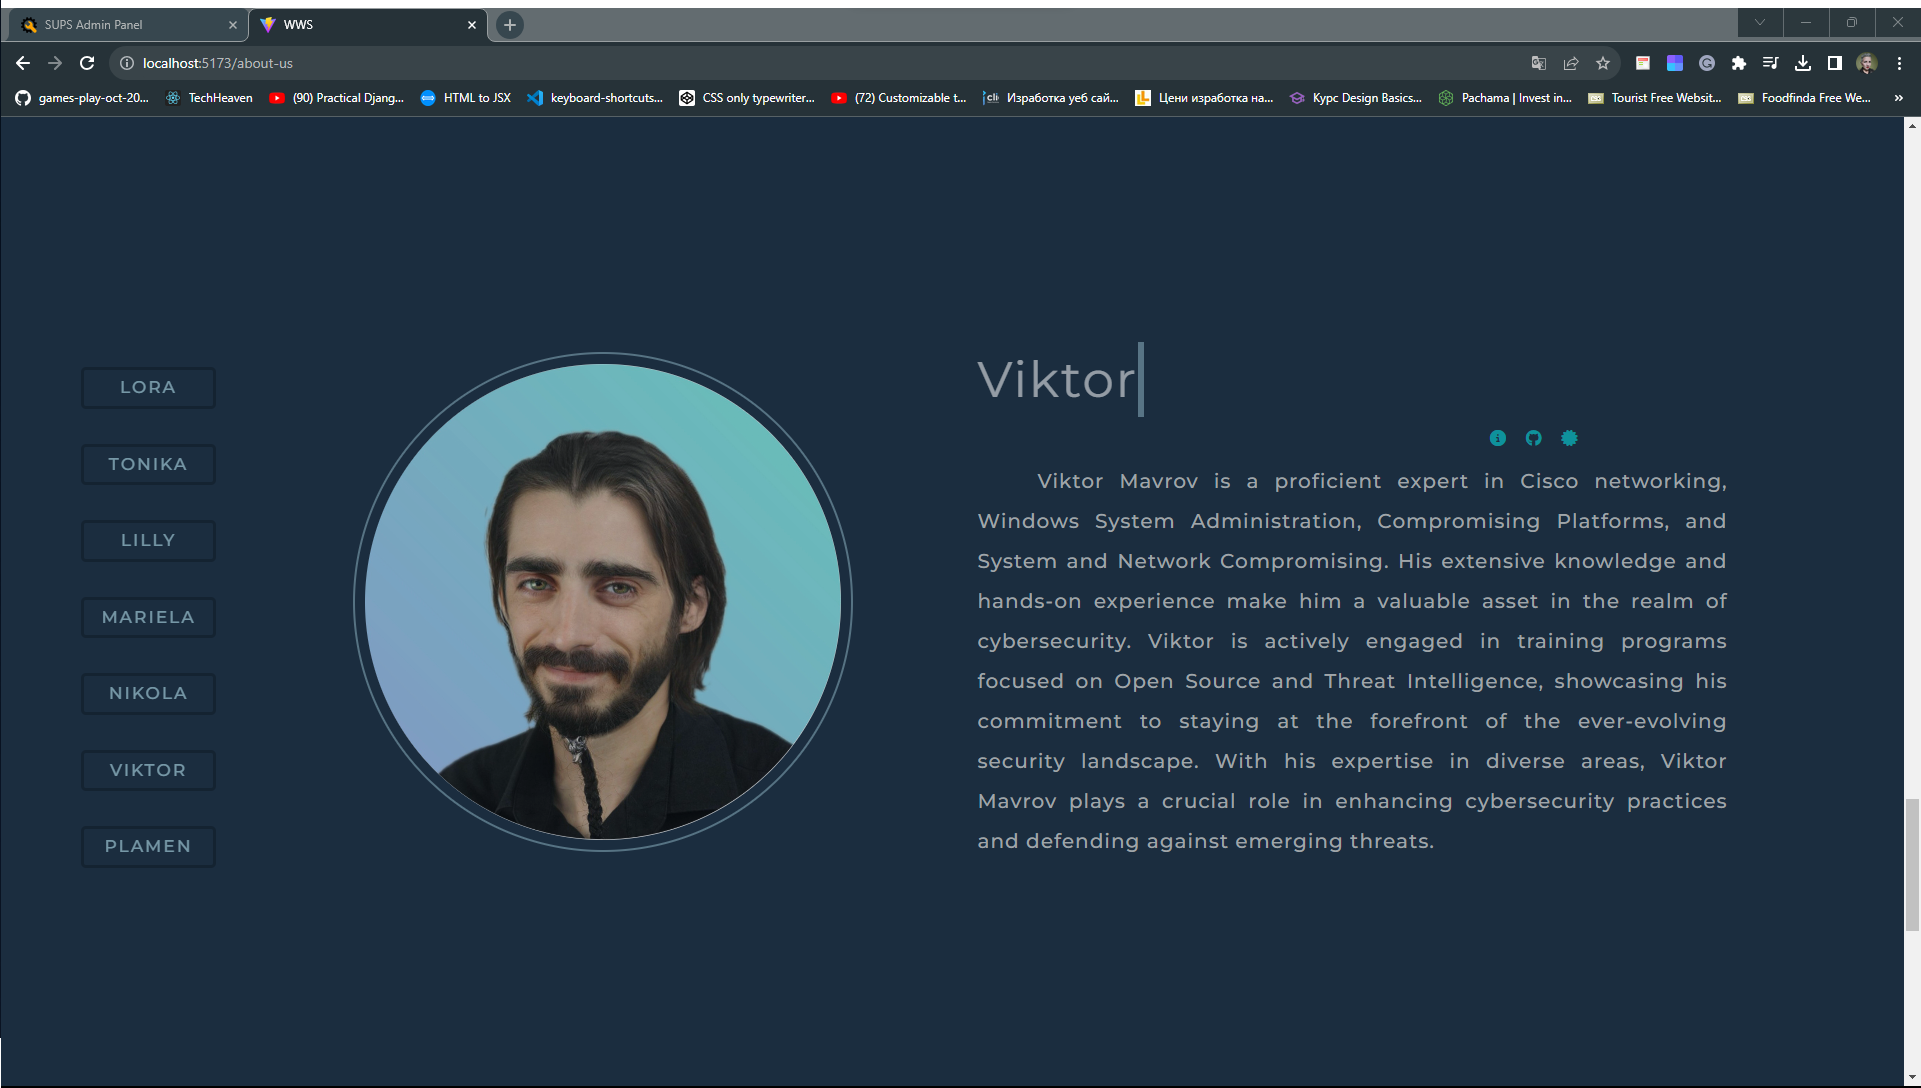 SUPS Admin Panel
WWS
localhost:5173/about-us
games-play-oct-20...
TechHeaven
(90) Practical Djang...
HTML to JSX
keyboard-shortcuts...
CSS only typewriter...
(72) Customizable t...
Изработка уеб сай...
Цени изработка на...
Курс Design Basics...
Pachama | Invest in...
Tourist Free Websit...
Foodfinda Free We...
LORA
TONIKA
LILLY
MARIELA
NIKOLA
VIKTOR
PLAMEN
Viktor
Viktor Mavrov is a proficient expert in Cisco networking,
Windows System Administration, Compromising Platforms, and
System and Network Compromising. His extensive knowledge and
hands-on experience make him a valuable asset in the realm of
cybersecurity. Viktor is actively engaged in training programs
focused on Open Source and Threat Intelligence, showcasing his
commitment to staying at the forefront of the ever-evolving
security landscape. With his expertise in diverse areas, Viktor
Mavrov plays a crucial role in enhancing cybersecurity practices
and defending against emerging threats.